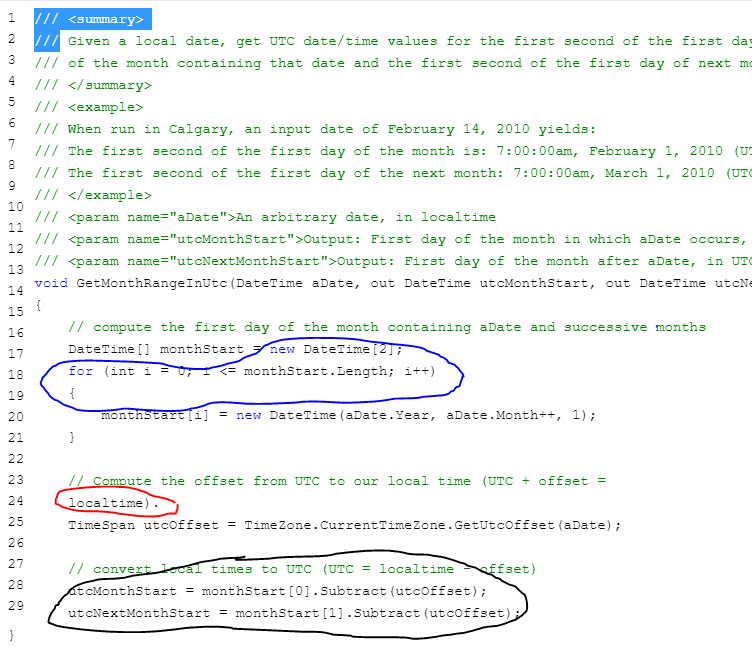 1 /// <summary>
2 /// Given a local date, get UTC date/time values for the first second of the first day
3 /// of the month containing that date and the first second of the first day of next mo
4 /// </summary>
5 /// <example>
6 /// When run in Calgary, an input date of February 14, 2010 yields:
7 /// The first second of the first day of the month is: 7:00:00am, February 1, 2010 (UT
8 /// The first second of the first day of the next month: 7:00:00am, March 1, 2010 (UTC
9 /// </example>
10 /// <param name="aDate">An arbitrary date, in localtime
11 /// <param name="utcMonthStart">Output: First day of the month in which aDate occurs,
12 /// <param name="utcNextMonthStart">Output: First day of the month after aDate, in UTC
13 void GetMonthRangeInUtc(DateTime aDate, out DateTime utcMonthStart, out DateTime utcNe
14 {
15 // compute the first day of the month containing aDate and successive months
16 DateTime[] monthStart = new DateTime[2];
17 for (int i = 0; i <= monthStart.Length; i++)
18 {
19 monthStart[i] = new DateTime(aDate.Year, aDate.Month++, 1);
20 }
21
22 // Compute the offset from UTC to our local time (UTC + offset =
23 localtime).
24 TimeSpan utcOffset = TimeZone.CurrentTimeZone.GetUtcOffset(aDate);
25
26 // convert local times to UTC (UTC = localtime - offset)
27 utcMonthStart = monthStart[0].Subtract(utcOffset);
28 utcNextMonthStart = monthStart[1].Subtract(utcOffset);
29 }